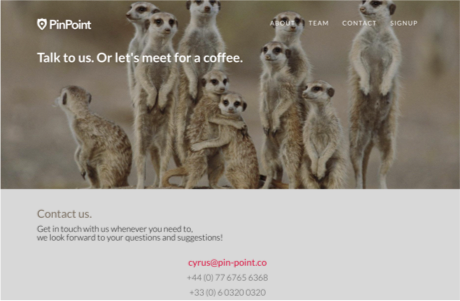 PinPoint
ABOUT TEAM CONTACT SIGNUP
Talk to us. Or let's meet for a coffee.
Contact us.
Get in touch with us whenever you need to,
we look forward to your questions and suggestions!
cyrus@pin-point.co
+44 (0) 77 6765 6368
+33 (0) 6 0320 0320